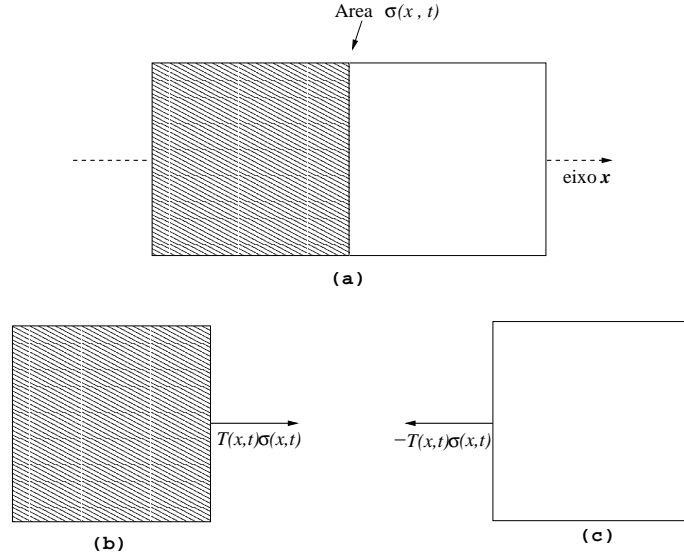 Area σ(x , t)
eixo x
(a)
T(x,t)σ(x,t)
−T(x,t)σ(x,t)
(b)
(c)